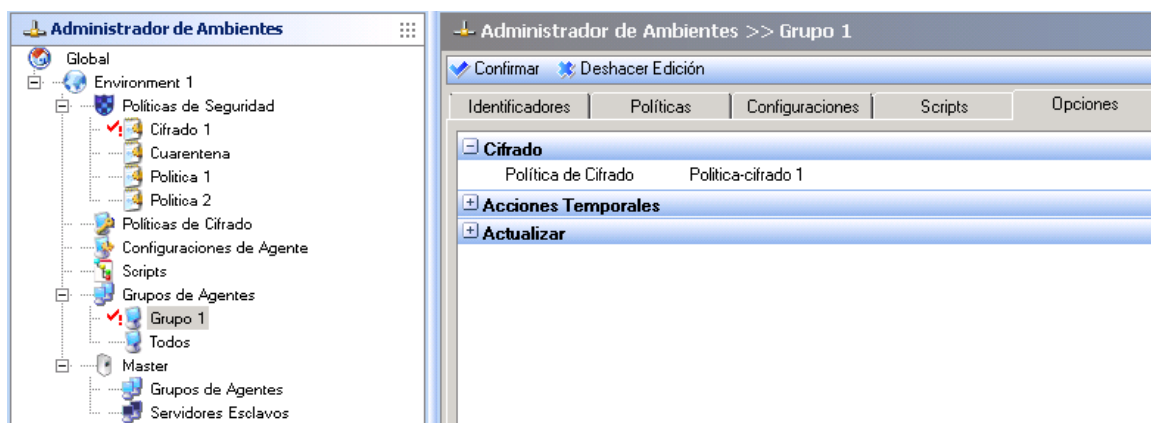 Administrador de Ambientes
Global
Environment 1
Políticas de Seguridad
Cifrado 1
Cuarentena
Politica 1
Politica 2
Políticas de Cifrado
Configuraciones de Agente
Scripts
Grupos de Agentes
Grupo 1
Todos
Master
Grupos de Agentes
Servidores Esclavos
Administrador de Ambientes >> Grupo 1
Confirmar Deshacer Edición
Identificadores Políticas Configuraciones Scripts Opciones
Cifrado
Política de Cifrado Politica-cifrado 1
Acciones Temporales
Actualizar